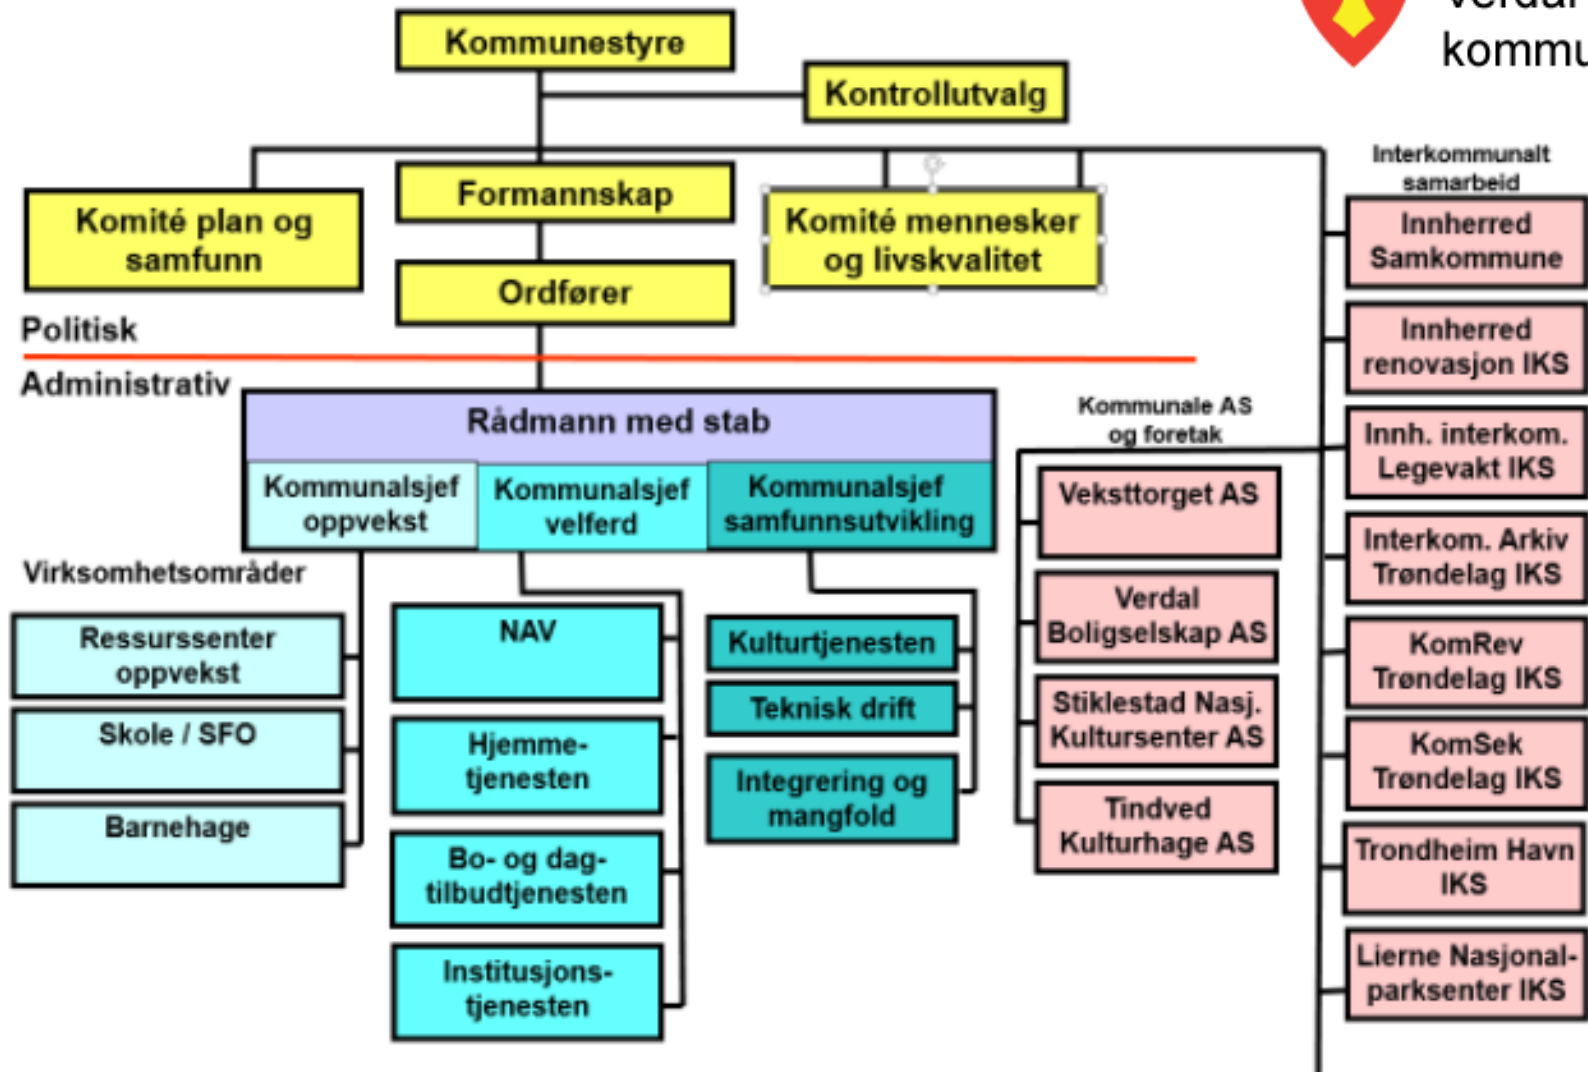 kommu
Kommunestyre
Kontrollutvalg
Komité plan og
samfunn
Formannskap
Ordfører
Komité mennesker
og livskvalitet
Politisk
Administrativ
Rådmann med stab
Kommunalsjef
oppvekst
Kommunalsjef
velferd
Kommunalsjef
samfunnsutvikling
Virksomhetsområder
Ressurssenter
oppvekst
Skole / SFO
Barnehage
NAV
Hjemme-
tjenesten
Bo- og dag-
tilbudtjenesten
Institusjons-
tjenesten
Kulturtjenesten
Teknisk drift
Integrering og
mangfold
Kommunale AS
og foretak
Veksttorget AS
Verdal
Boligselskap AS
Stiklestad Nasj.
Kultursenter AS
Tindved
Kulturhage AS
Interkommunalt
samarbeid
Innherred
Samkommune
Innherred
renovasjon IKS
Innh. interkom.
Legevakt IKS
Interkom. Arkiv
Trøndelag IKS
KomRev
Trøndelag IKS
KomSek
Trøndelag IKS
Trondheim Havn
IKS
Lierne Nasjonal-
parksenter IKS